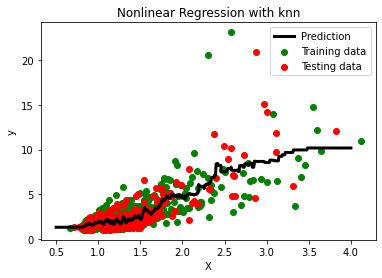 Nonlinear Regression with knn
Prediction
Training data
Testing data
y
20
15
10
5
0
0.5 1.0 1.5 2.0 2.5 3.0 3.5 4.0
X